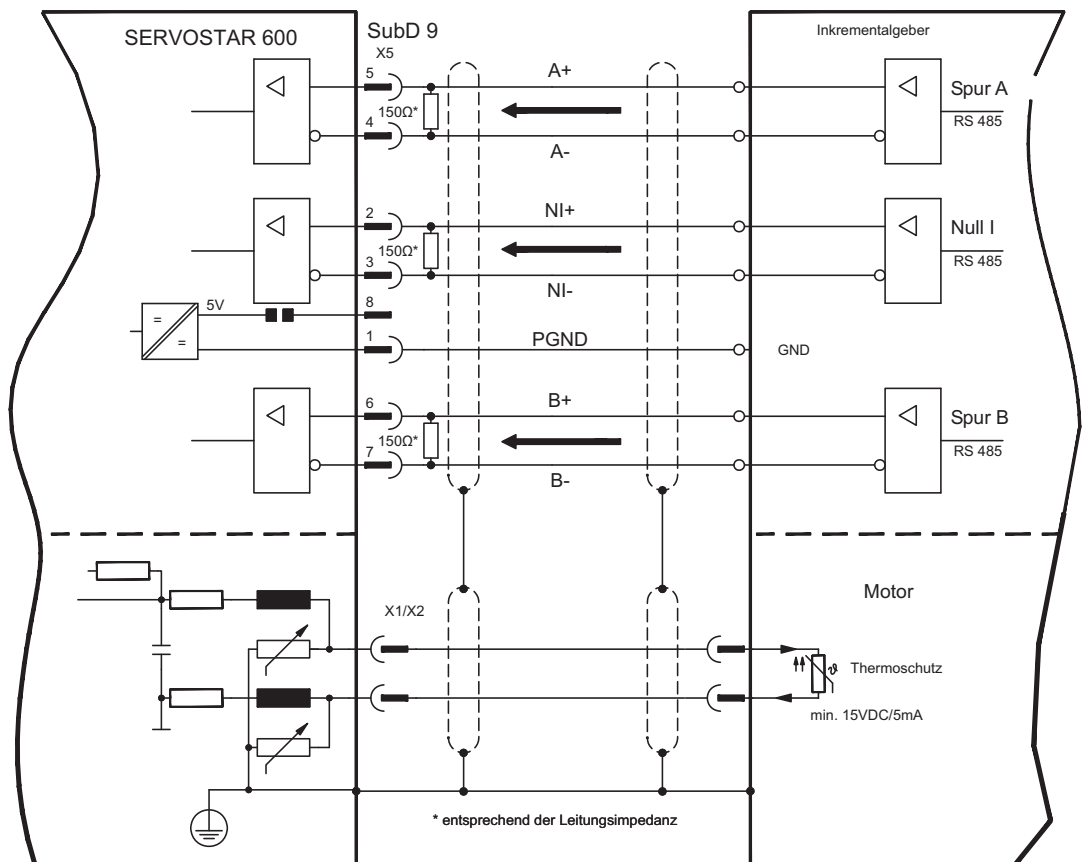 SERVOSTAR 600
SubD 9
X5
Inkrementalgeber
5
A+
Spur A
150Ω*
RS 485
4
A-
2
NI+
Null I
150Ω*
RS 485
3
NI-
5V
8
=
=
1
PGND
GND
6
B+
Spur B
150Ω*
RS 485
7
B-
Motor
X1/X2
ϑ
Thermoschutz
min. 15VDC/5mA
* entsprechend der Leitungsimpedanz